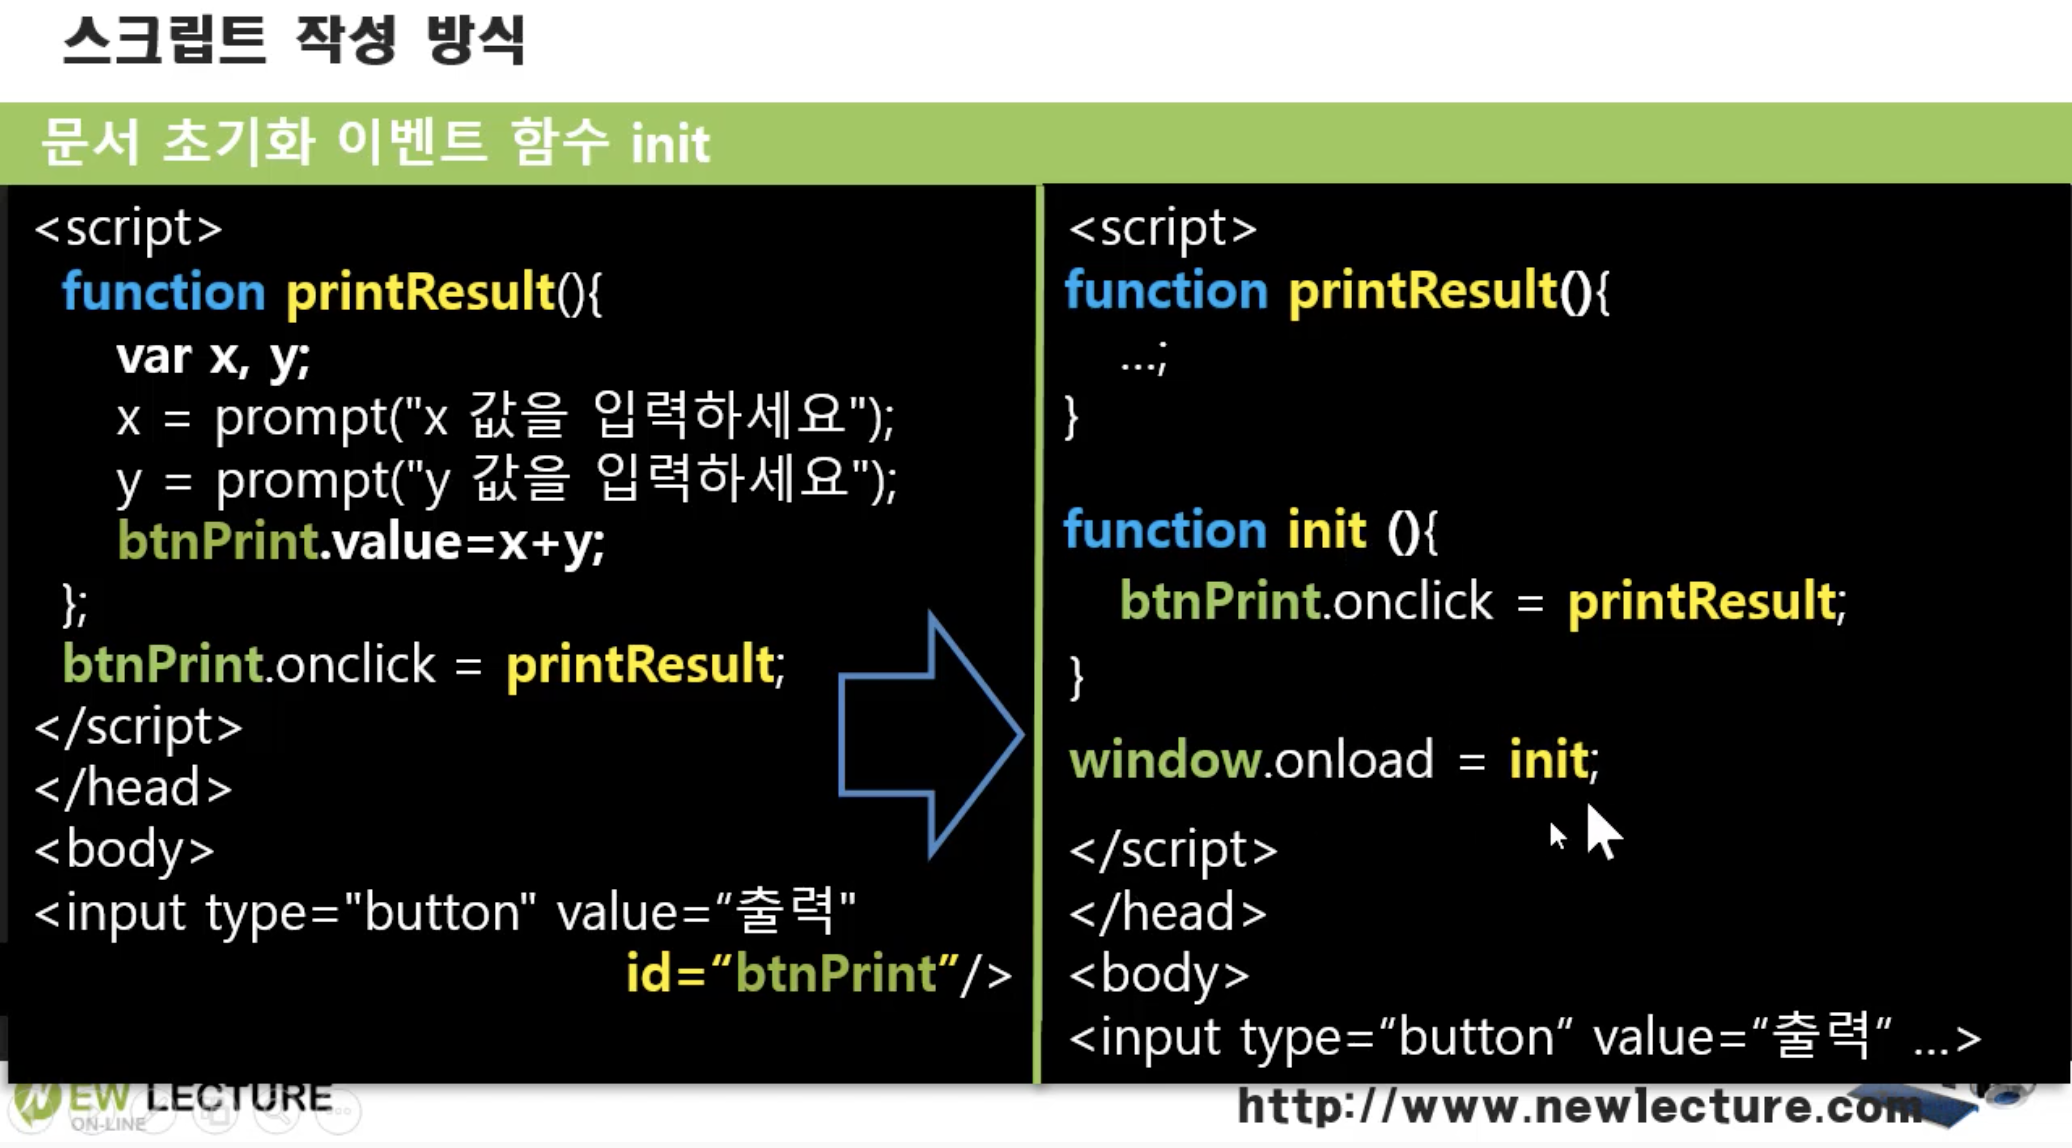 스크립트 작성 방식
문서 초기화 이벤트 함수 init
<script>
function printResult(){
var x, y;
x = prompt("x 값을 입력하세요");
y = prompt("y 값을 입력하세요");
btnPrint.value=x+y;
};
btnPrint.onclick = printResult;
</script>
</head>
<body>
<input type="button" value=“출력"
id=“btnPrint”/>
<script>
function printResult(){
...;
}
function init (){
btnPrint.onclick = printResult;
}
window.onload = init;
</script>
</head>
<body>
<input type=“button” value=“출력” ...>
NEW LECTURE
ON-LINE
http://www.newlecture.com